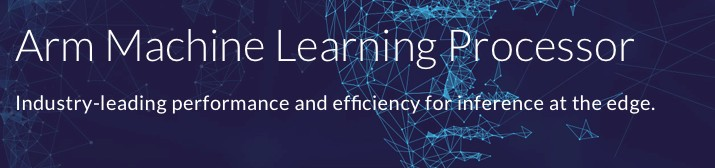 Arm Machine Learning Processor
Industry-leading performance and efficiency for inference at the edge.